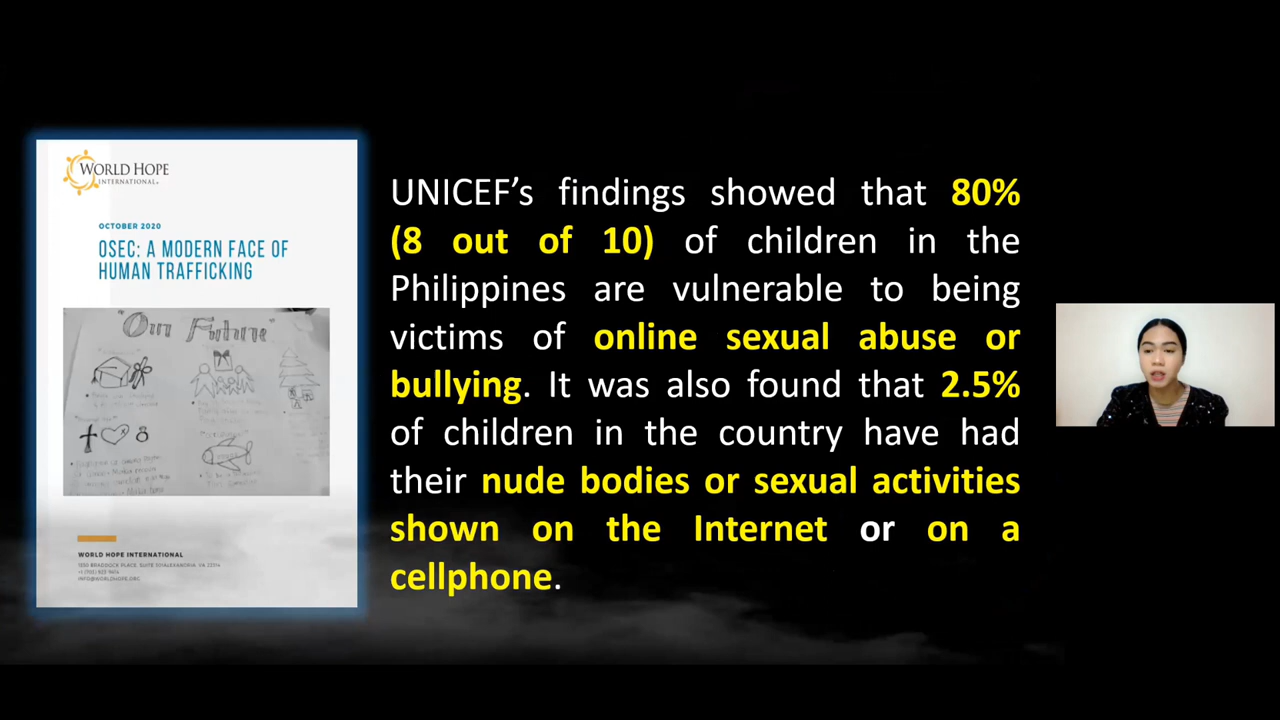 WORLD HOPE
INTERNATIONAL
OCTOBER 2020
OSEC: A MODERN FACE OF
HUMAN TRAFFICKING
"Our Future"
WORLD HOPE INTERNATIONAL
UNICEF's findings showed that 80%
(8 out of 10) of children in the
Philippines are vulnerable to being
victims of online sexual abuse or
bullying. It was also found that 2.5%
of children in the country have had
their nude bodies or sexual activities
shown on the Internet or on a
cellphone.